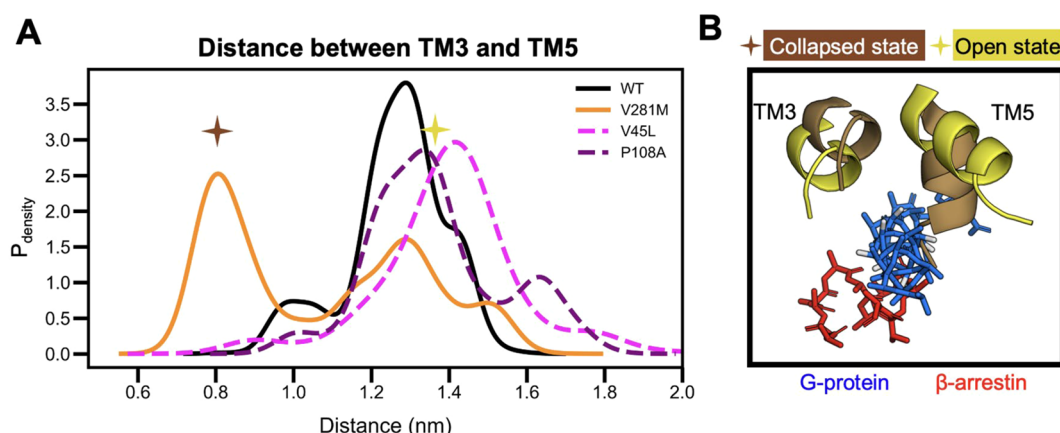 A
Distance between TM3 and TM5
P_density
3.5
3.0
2.5
2.0
1.5
1.0
0.5
0.0
WT
V281M
V45L
P108A
0.6
0.8
1.0
1.2
1.4
1.6
1.8
2.0
Distance (nm)
B
Collapsed state
Open state
TM3
TM5
G-protein
β-arrestin